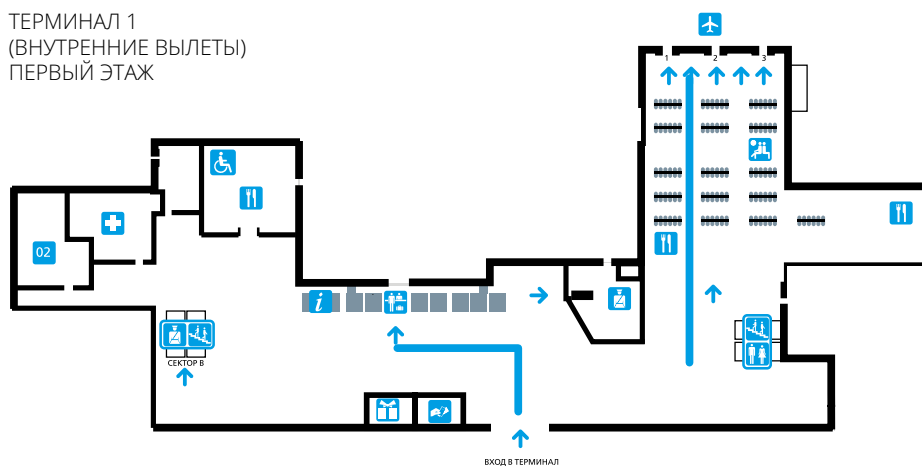 ТЕРМИНАЛ 1
(ВНУТРЕННИЕ ВЫЛЕТЫ)
ПЕРВЫЙ ЭТАЖ
1 2 3
02
i
СЕКТОР B
ВХОД В ТЕРМИНАЛ